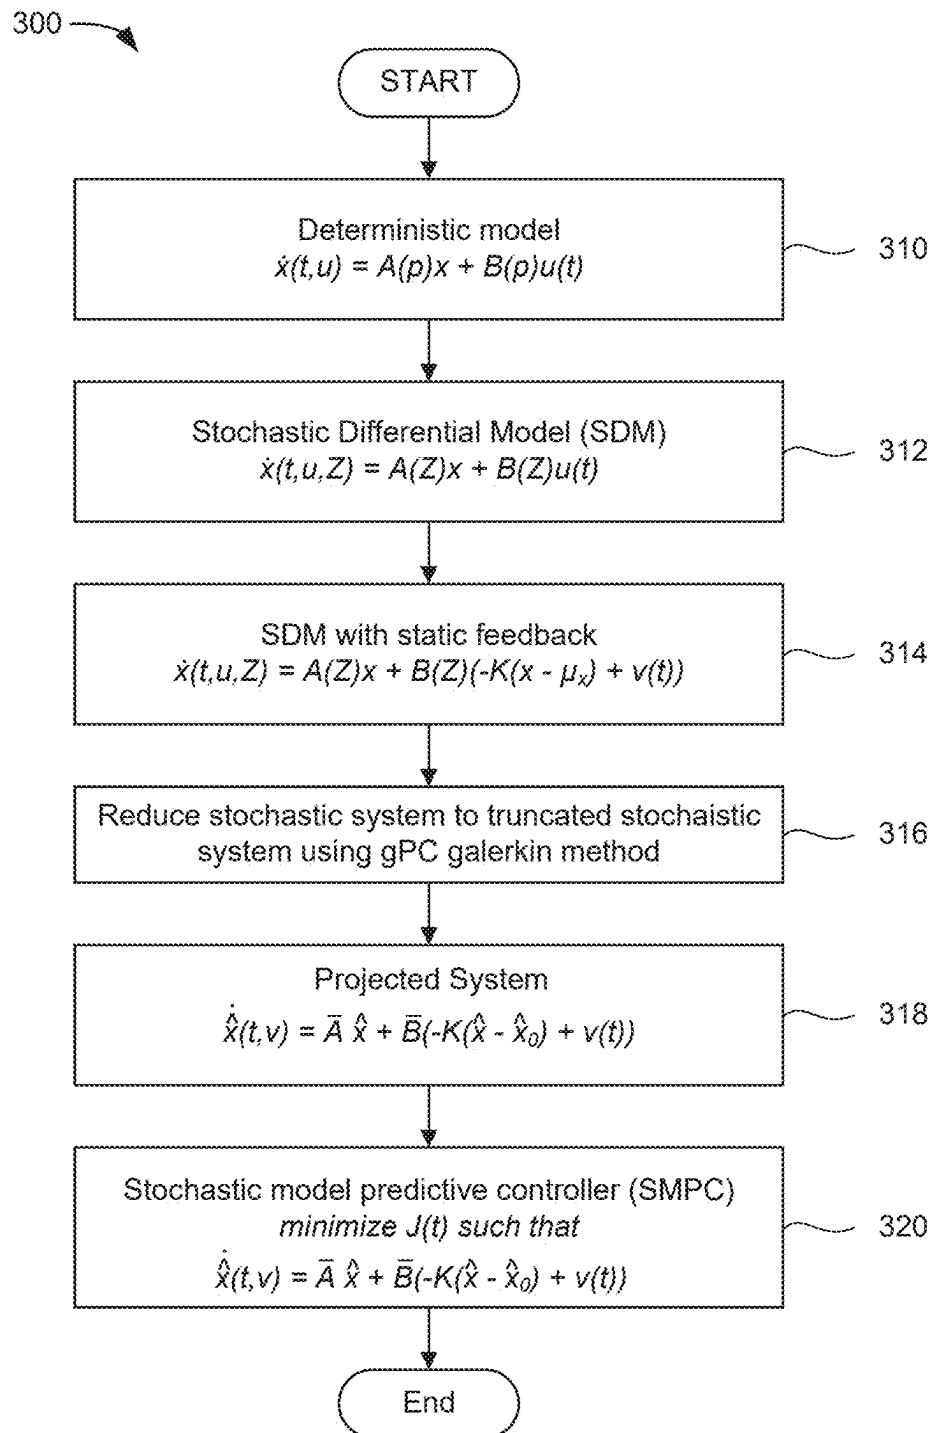 300
START
Deterministic model
ẋ(t,u) = A(p)x + B(p)u(t)
310
Stochastic Differential Model (SDM)
ẋ(t,u,Z) = A(Z)x + B(Z)u(t)
312
SDM with static feedback
ẋ(t,u,Z) = A(Z)x + B(Z)(-K(x - μₓ) + v(t))
314
Reduce stochastic system to truncated stochaistic
system using gPC galerkin method
316
Projected System
x̂̇(t,v) = A̅ x̂ + B̅(-K(x̂ - x̂₀) + v(t))
318
Stochastic model predictive controller (SMPC)
minimize J(t) such that
x̂̇(t,v) = A̅ x̂ + B̅(-K(x̂ - x̂₀) + v(t))
320
End